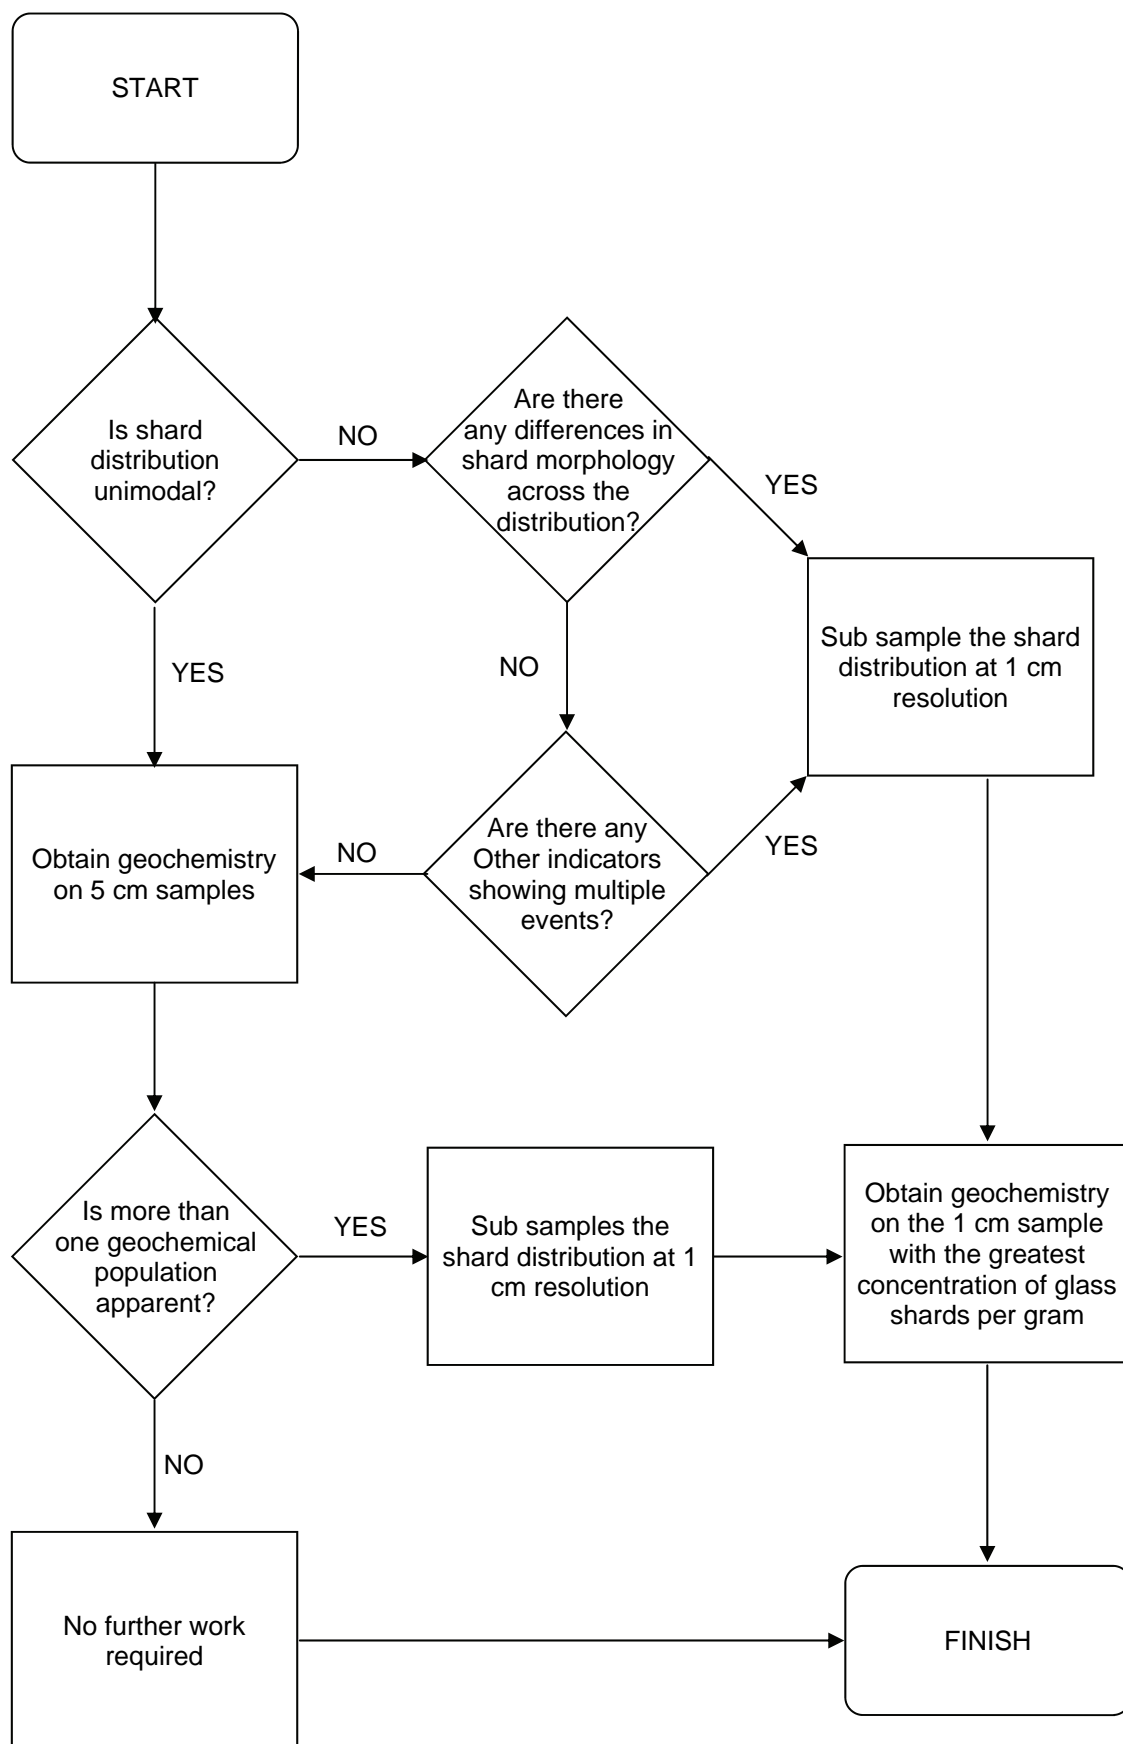 START
Is shard
distribution
unimodal?
NO
Are there
any differences in
shard morphology
across the
distribution?
YES
Sub sample the shard
distribution at 1 cm
resolution
YES
NO
Obtain geochemistry
on 5 cm samples
NO
Are there any
Other indicators
showing multiple
events?
YES
Is more than
one geochemical
population
apparent?
YES
Sub samples the
shard distribution at 1
cm resolution
Obtain geochemistry
on the 1 cm sample
with the greatest
concentration of glass
shards per gram
NO
No further work
required
FINISH